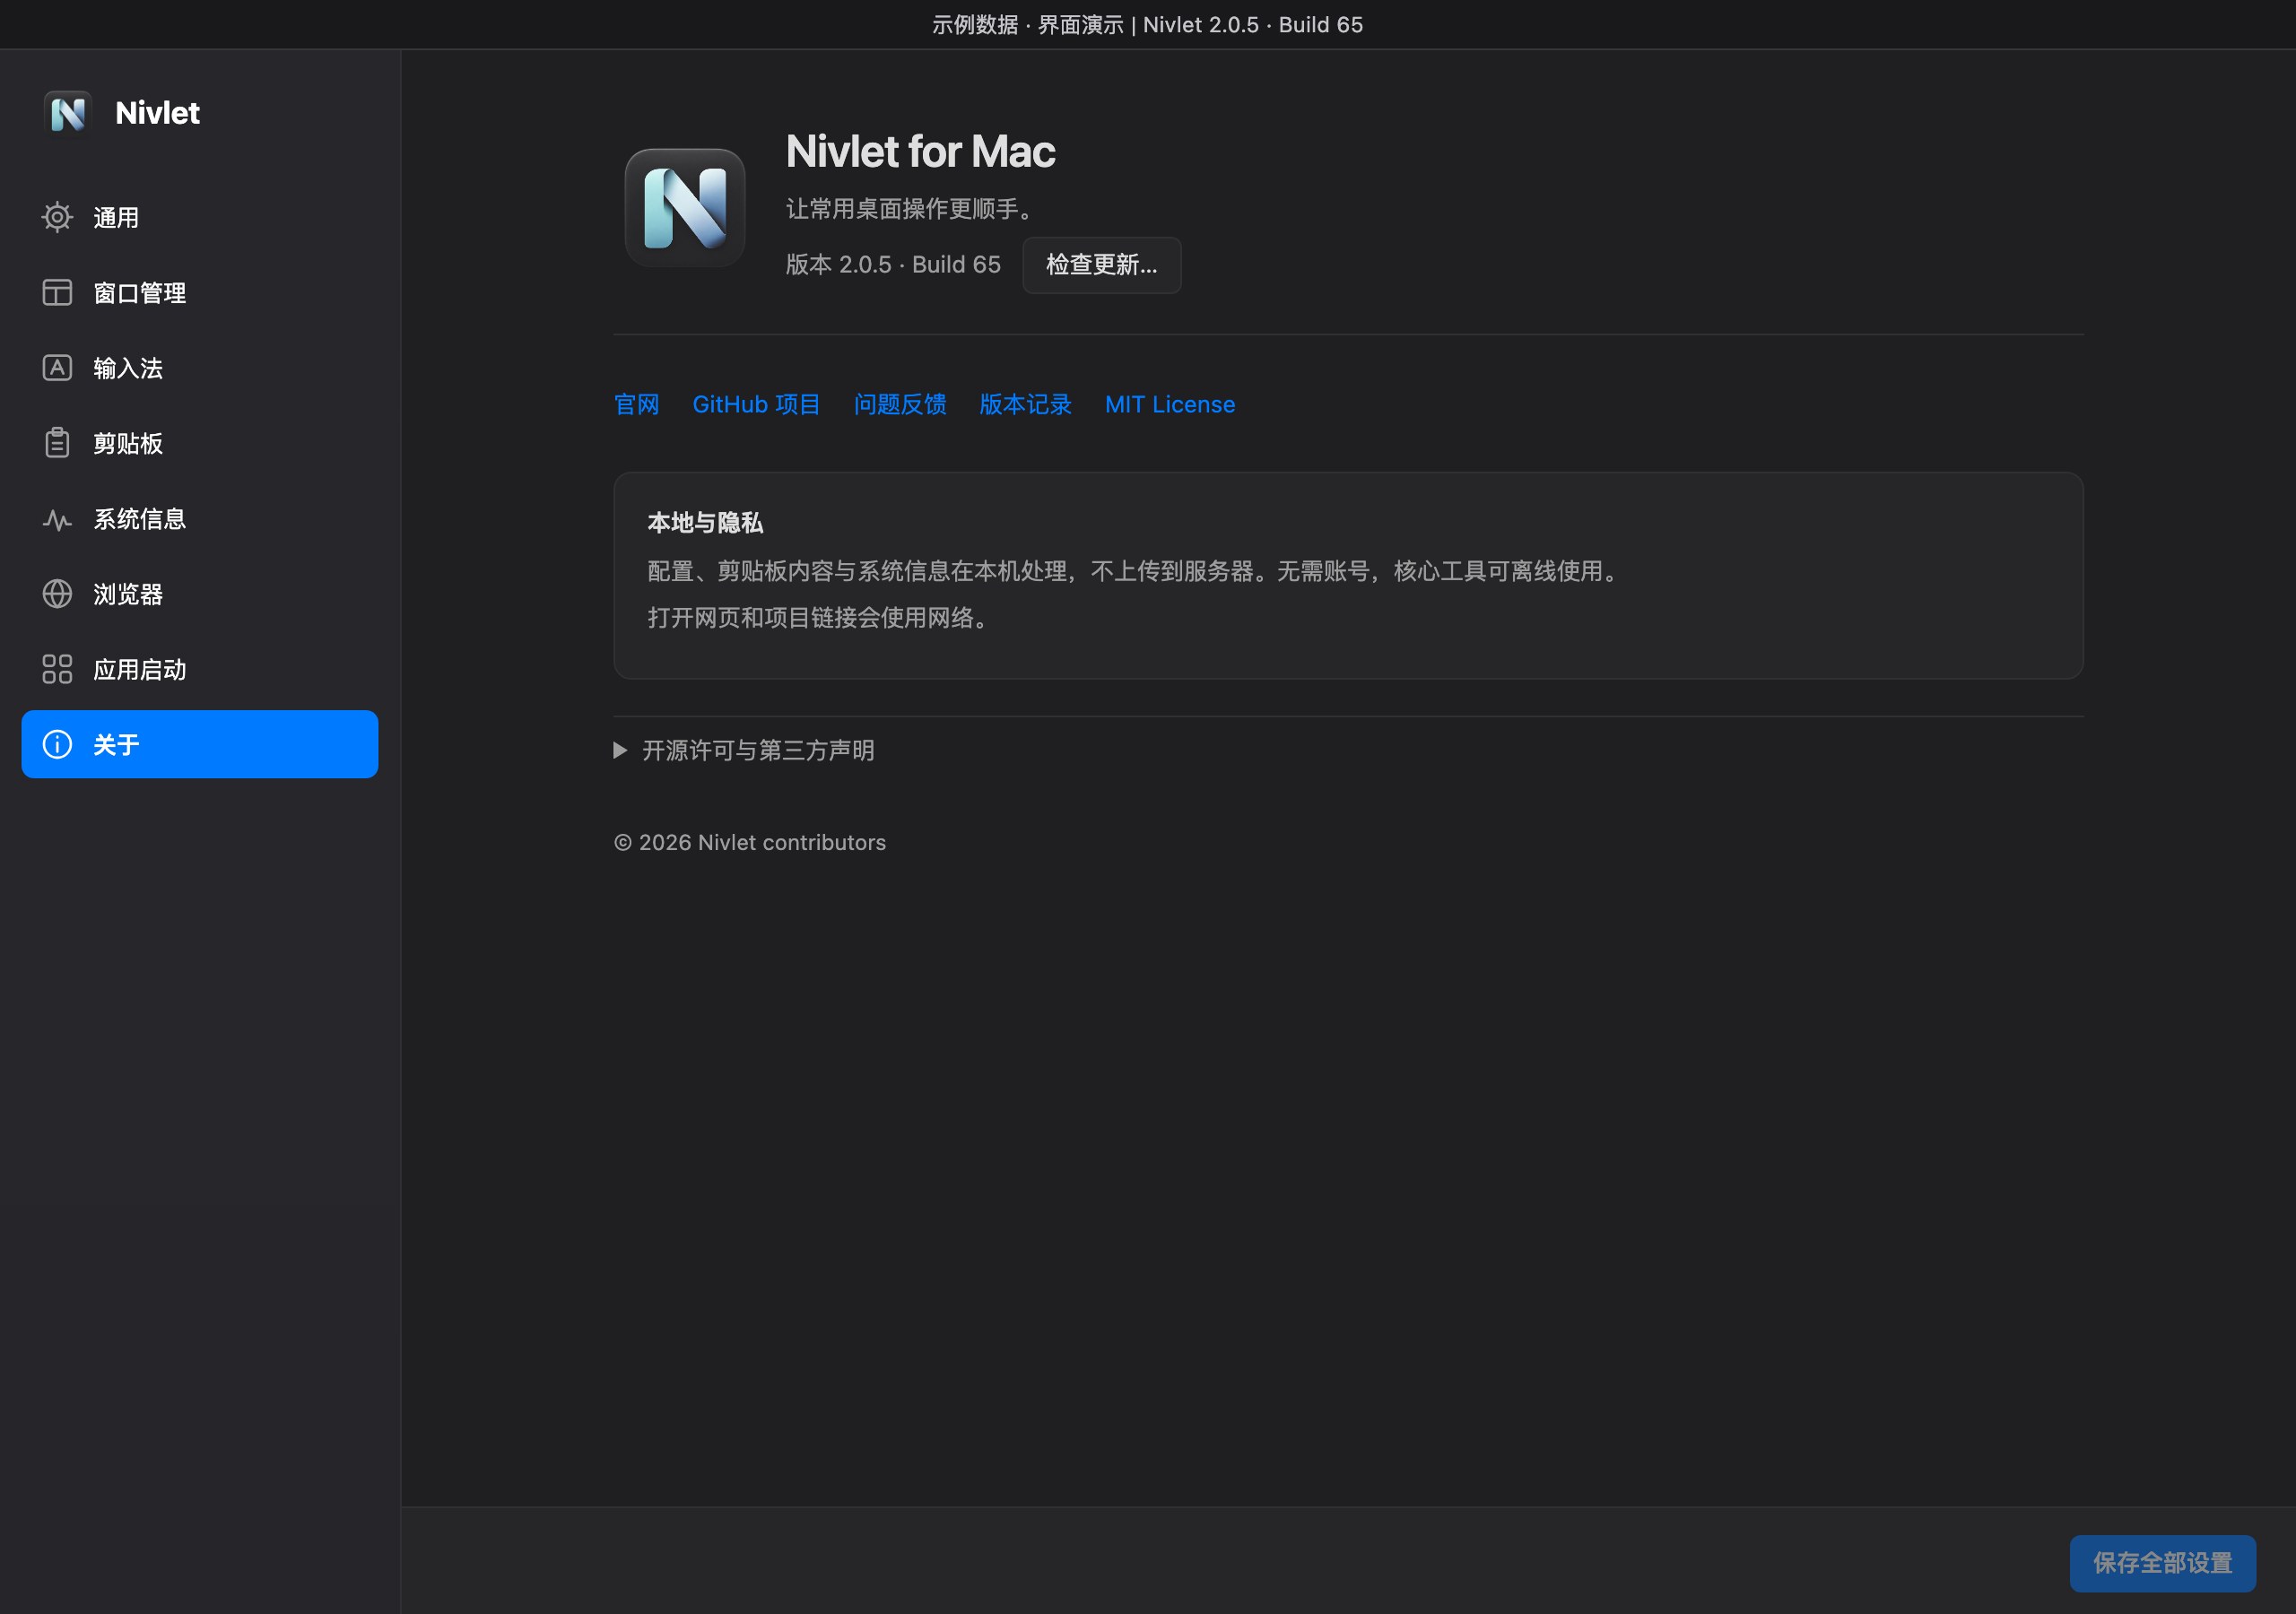 示例数据 · 界面演示 | Nivlet 2.0.5 · Build 65
Nivlet
通用
窗口管理
输入法
剪贴板
系统信息
浏览器
应用启动
关于
Nivlet for Mac
让常用桌面操作更顺手。
版本 2.0.5 · Build 65 检查更新...
官网 GitHub 项目 问题反馈 版本记录 MIT License
本地与隐私
配置、剪贴板内容与系统信息在本机处理，不上传到服务器。无需账号，核心工具可离线使用。
打开网页和项目链接会使用网络。
开源许可与第三方声明
© 2026 Nivlet contributors
保存全部设置